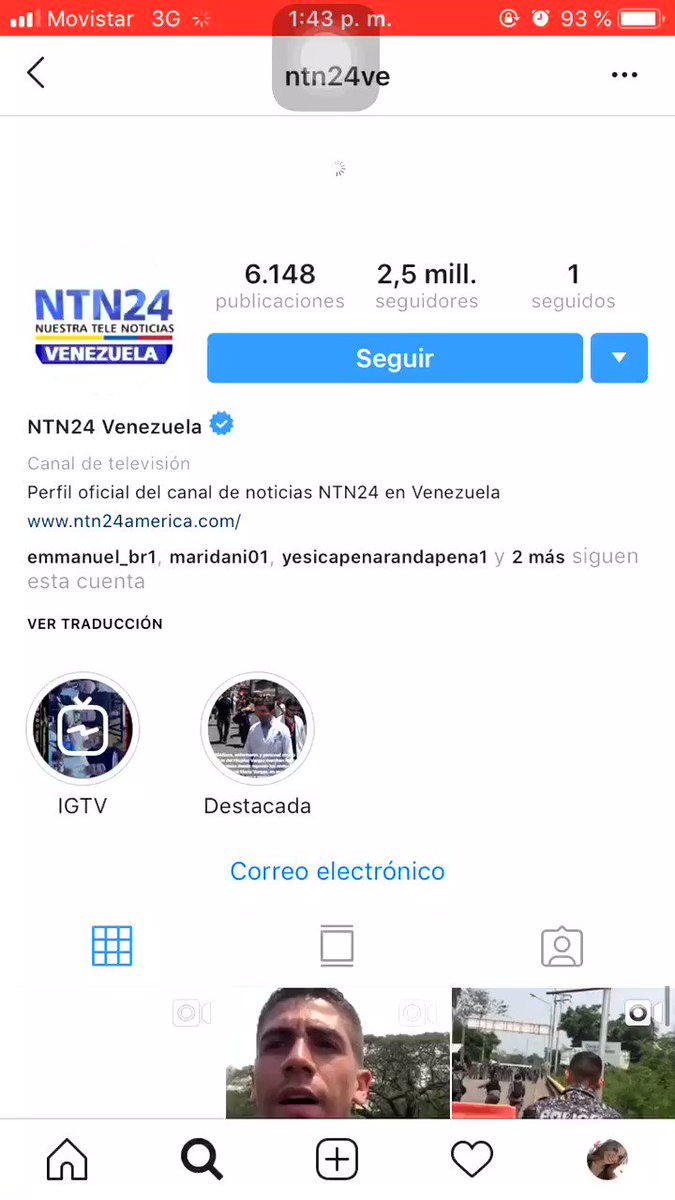 Movistar 3G 1:43 p. m. 93 %
ntn24ve
6.148 2,5 mill. 1
publicaciones seguidores seguidos
NTN24
NUESTRA TELE NOTICIAS
VENEZUELA
Seguir
NTN24 Venezuela
Canal de televisión
Perfil oficial del canal de noticias NTN24 en Venezuela
www.ntn24america.com/
emmanuel_br1, maridani01, yesicapenarandapena1 y 2 más siguen
esta cuenta
VER TRADUCCIÓN
IGTV Destacada
Correo electrónico